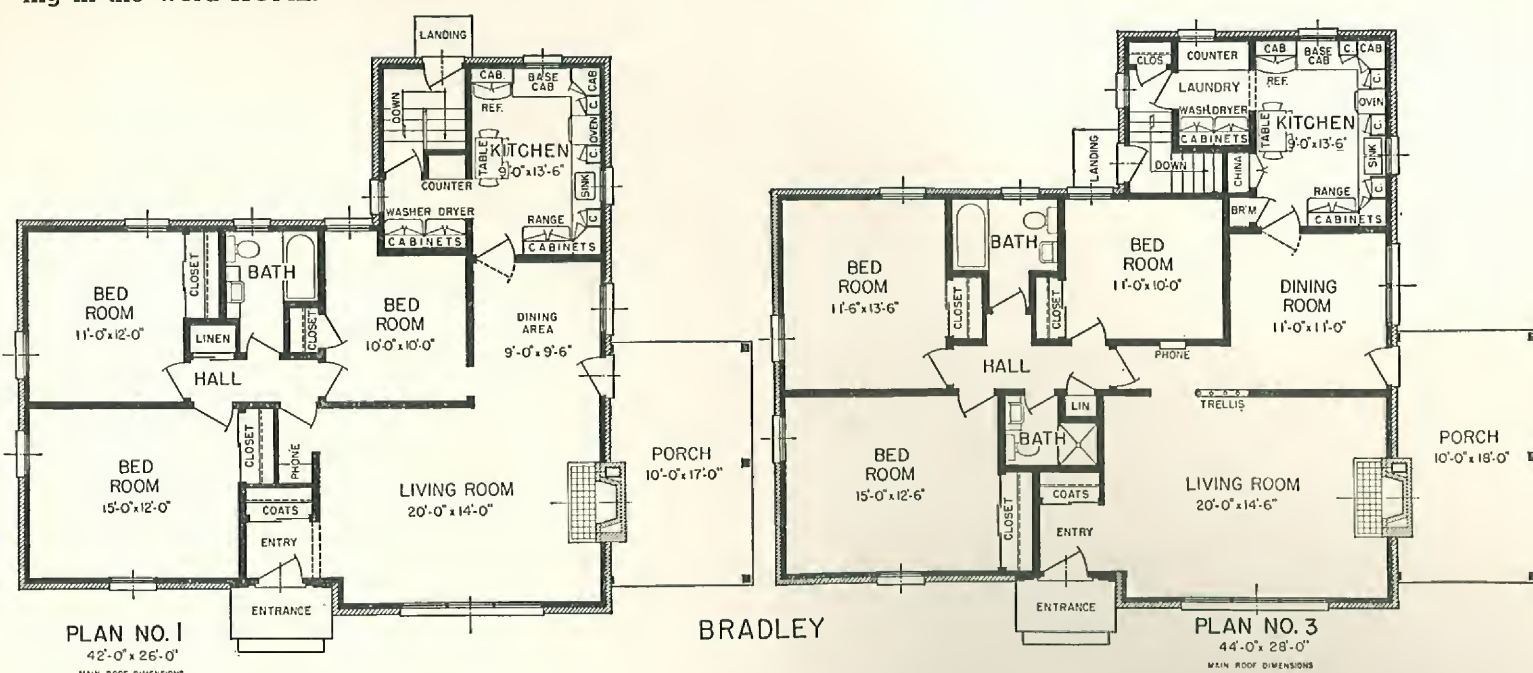 LANDING
DOWN
CAB.
BASE CAB
CAB
C.
REF.
OVEN
C.
TABLE
KITCHEN
13'-6"
SINK
COUNTER
WASHER DRYER
CABINETS
RANGE
C.
CABINETS
BED ROOM
11'-0"x12'-0"
CLOSET
BATH
LINEN
CLOSET
BED ROOM
10'-0"x10'-0"
DINING AREA
9'-0"x9'-6"
HALL
BED ROOM
15'-0"x12'-0"
CLOSET
PHONE
COATS
ENTRY
ENTRANCE
LIVING ROOM
20'-0"x14'-0"
PORCH
10'-0"x17'-0"
PLAN NO. 1
42'-0"x 26'-0"
MAIN ROOF DIMENSIONS
BRADLEY
CLOS
COUNTER
CAB.
BASE CAB
C.
CAB
C.
LAUNDRY
REF.
OVEN
WASH.DRYER
CABINETS
TABLE
KITCHEN
9'-0"x13'-6"
C.
SINK
LANDING
DOWN
CHINA
RANGE
C.
CABINETS
BR'M
BED ROOM
11'-6"x13'-6"
BATH
CLOSET
CLOSET
BED ROOM
11'-0"x10'-0"
DINING ROOM
11'-0"x11'-0"
PHONE
HALL
TRELLIS
LIN
BATH
BED ROOM
15'-0"x12'-6"
CLOSET
COATS
ENTRY
ENTRANCE
LIVING ROOM
20'-0"x14'-6"
PORCH
10'-0"x18'-0"
PLAN NO. 3
44'-0"x 28'-0"
MAIN ROOF DIMENSIONS